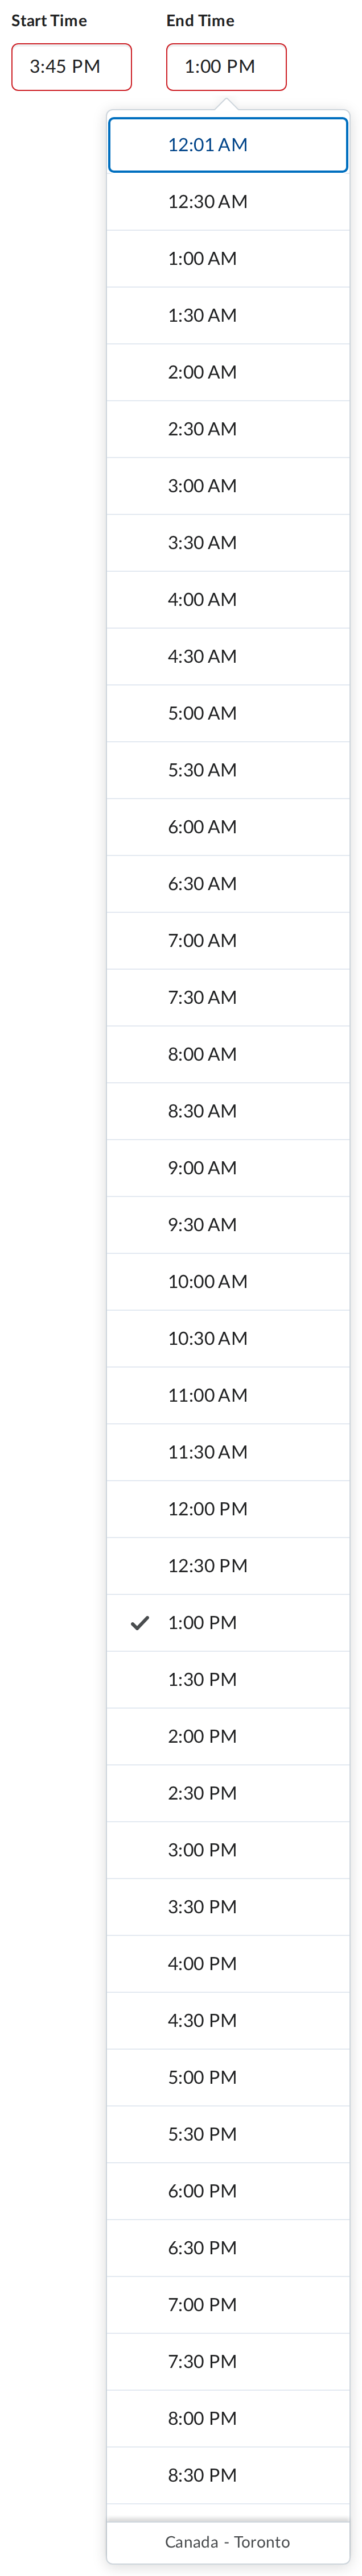 Start Time End Time
3:45 PM 1:00 PM
12:01 AM
12:30 AM
1:00 AM
1:30 AM
2:00 AM
2:30 AM
3:00 AM
3:30 AM
4:00 AM
4:30 AM
5:00 AM
5:30 AM
6:00 AM
6:30 AM
7:00 AM
7:30 AM
8:00 AM
8:30 AM
9:00 AM
9:30 AM
10:00 AM
10:30 AM
11:00 AM
11:30 AM
12:00 PM
12:30 PM
1:00 PM
1:30 PM
2:00 PM
2:30 PM
3:00 PM
3:30 PM
4:00 PM
4:30 PM
5:00 PM
5:30 PM
6:00 PM
6:30 PM
7:00 PM
7:30 PM
8:00 PM
8:30 PM
Canada - Toronto